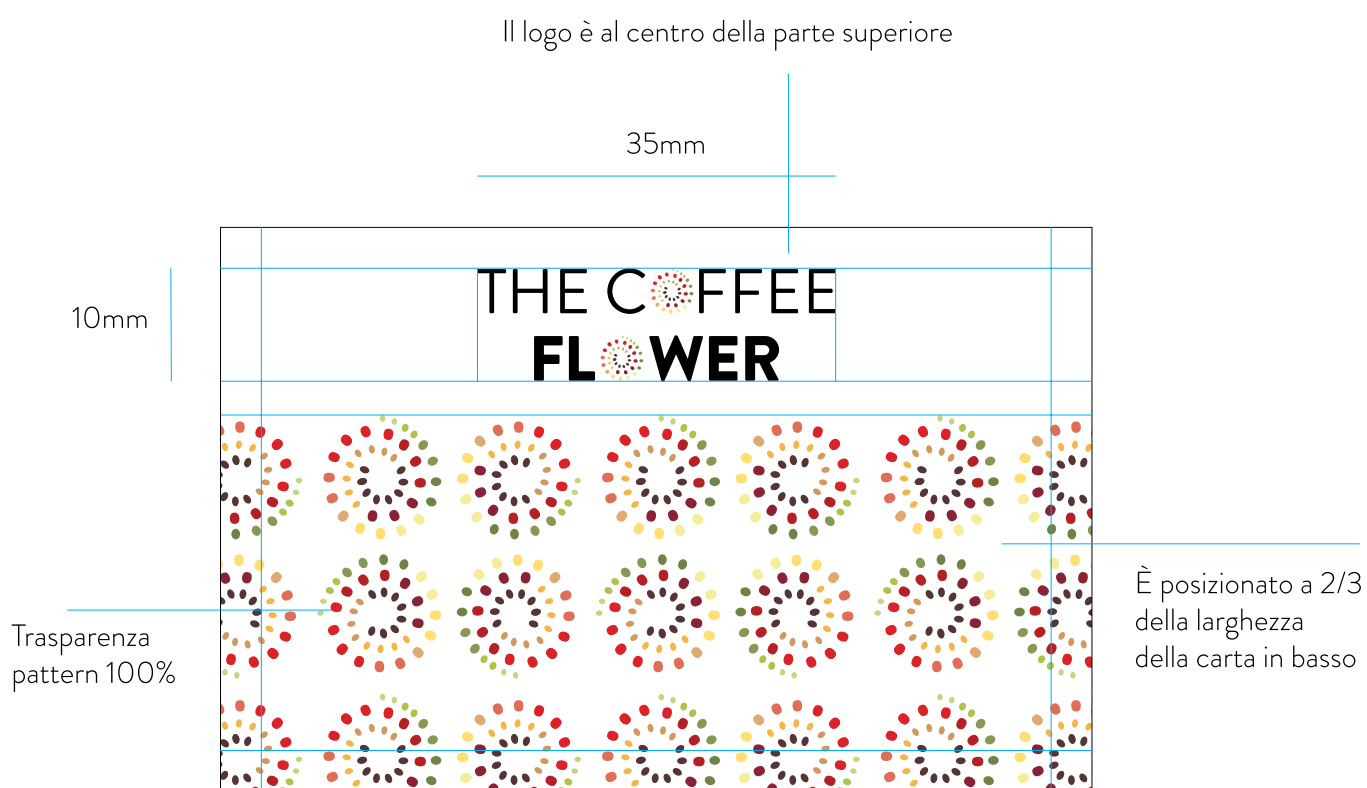 Il logo è al centro della parte superiore
35mm
10mm
THE COFFEE
FLOWER
Trasparenza
pattern 100%
È posizionato a 2/3
della larghezza
della carta in basso